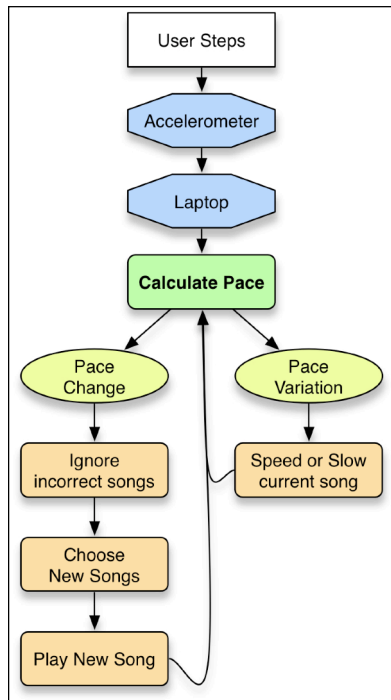 User Steps
Accelerometer
Laptop
Calculate Pace
Pace
Change
Pace
Variation
Ignore
incorrect songs
Speed or Slow
current song
Choose
New Songs
Play New Song